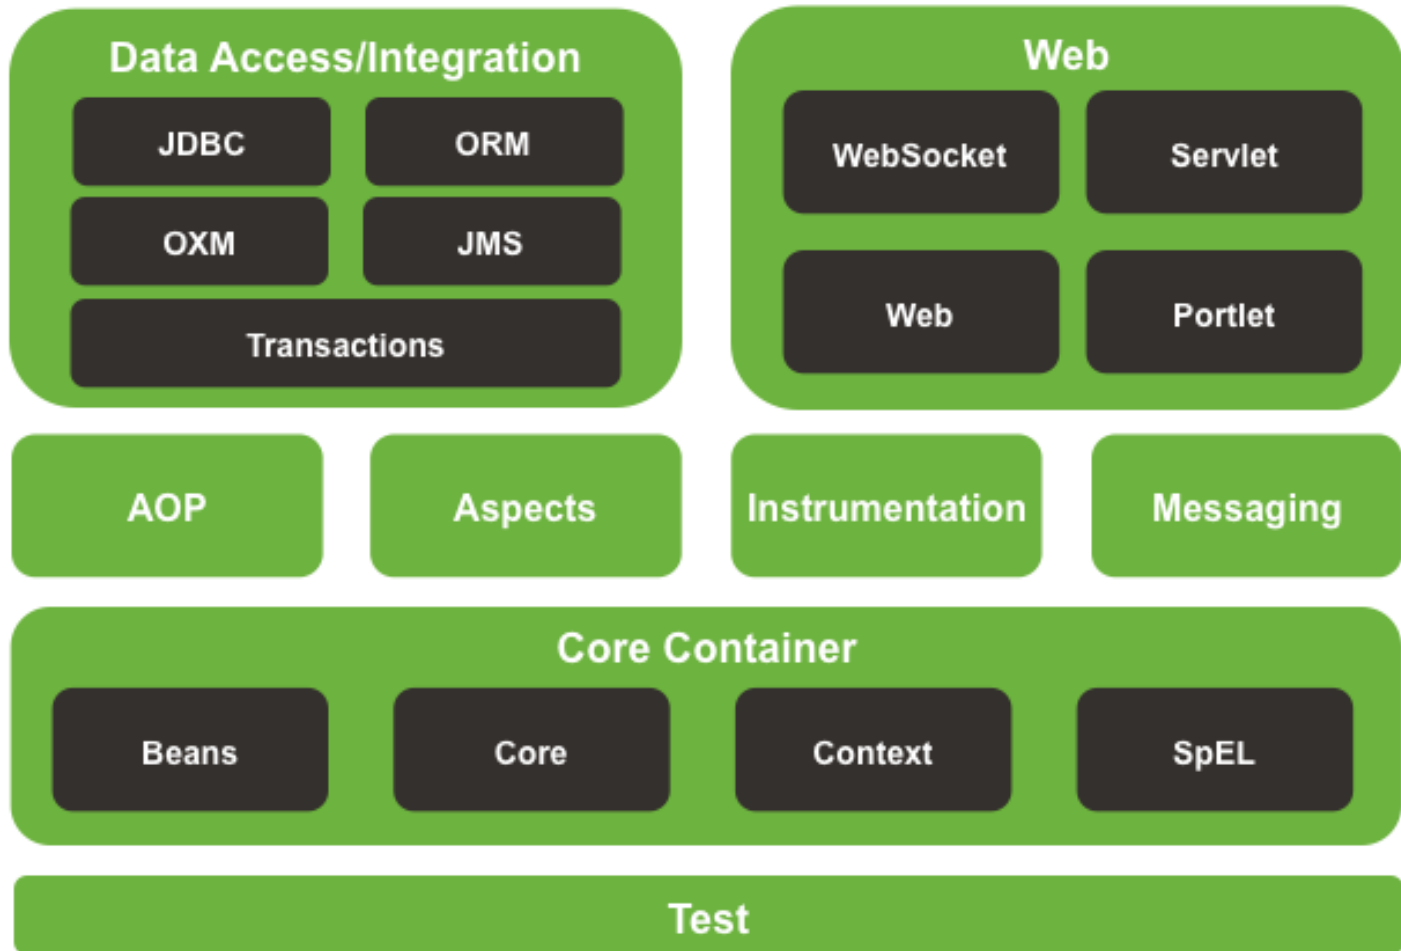 Data Access/Integration
JDBC
ORM
OXM
JMS
Transactions
Web
WebSocket
Servlet
Web
Portlet
AOP
Aspects
Instrumentation
Messaging
Core Container
Beans
Core
Context
SpEL
Test